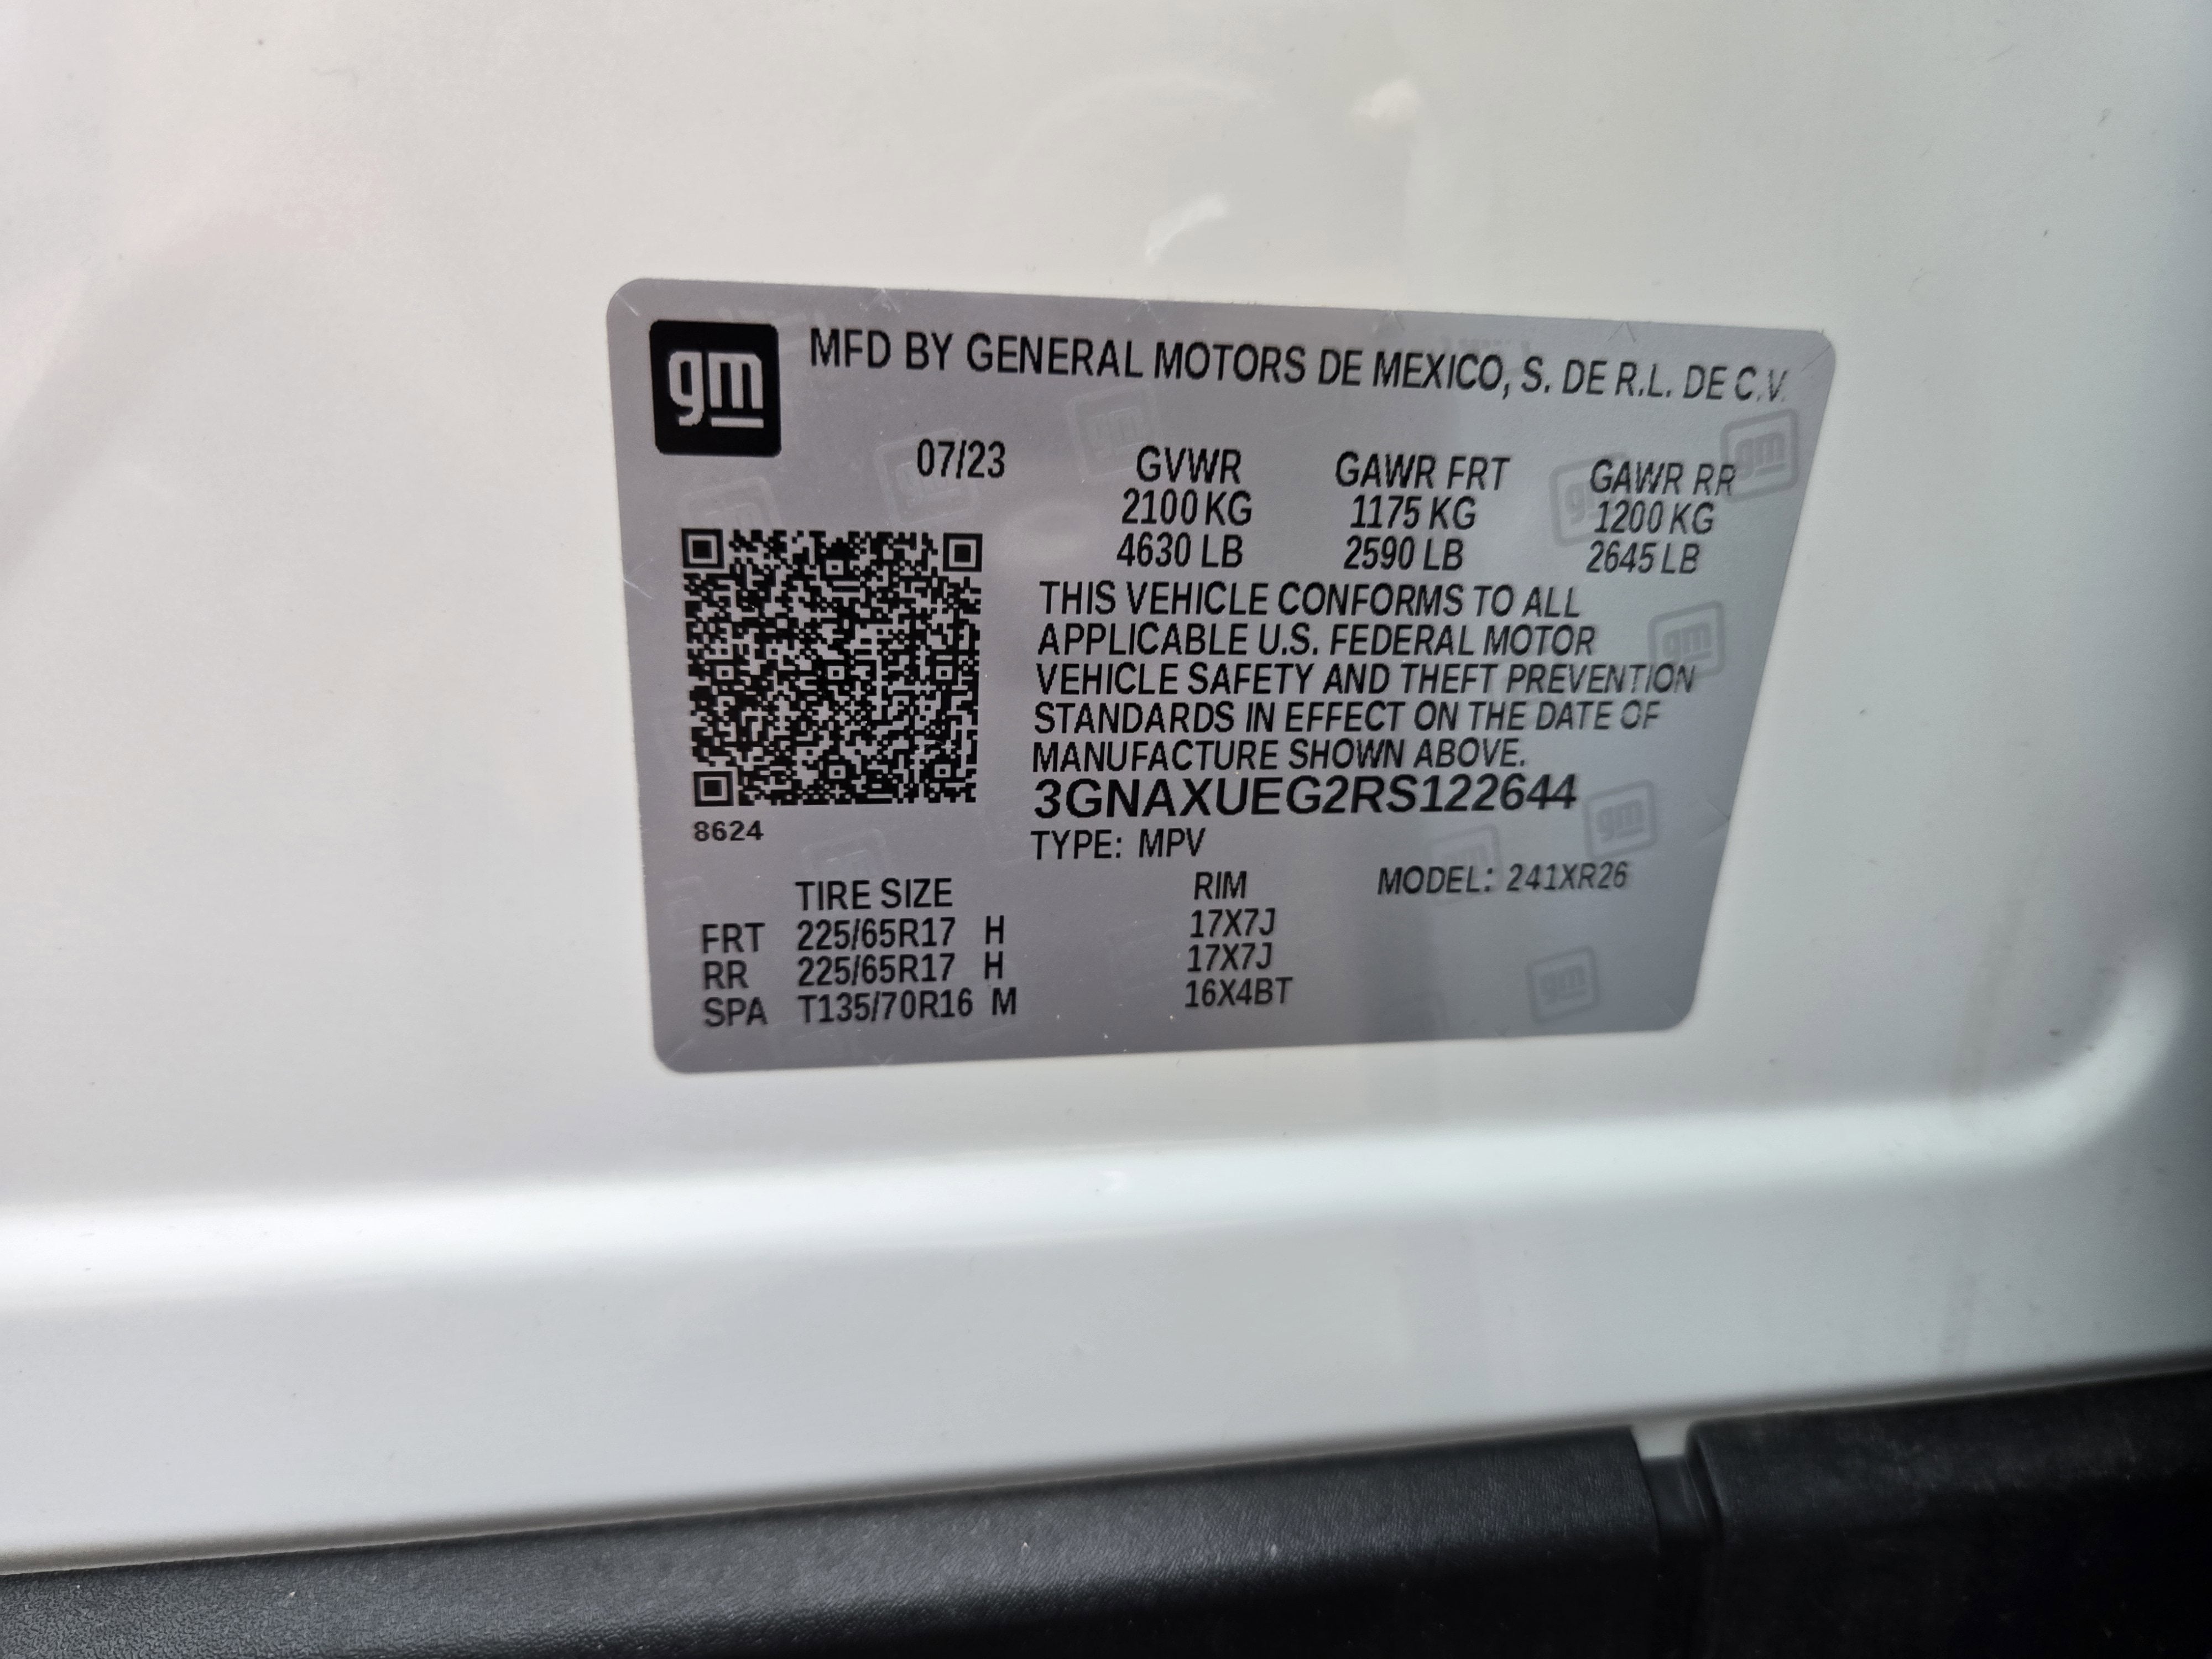 gm MFD BY GENERAL MOTORS DE MEXICO, S. DE R.L. DE C.V.
07/23 GVWR GAWR FRT GAWR RR
2100 KG 1175 KG 1200 KG
4630 LB 2590 LB 2645 LB
THIS VEHICLE CONFORMS TO ALL
APPLICABLE U.S. FEDERAL MOTOR
VEHICLE SAFETY AND THEFT PREVENTION
STANDARDS IN EFFECT ON THE DATE OF
MANUFACTURE SHOWN ABOVE.
3GNAXUEG2RS122644
8624
TYPE: MPV
TIRE SIZE RIM MODEL: 241XR26
FRT 225/65R17 H 17X7J
RR 225/65R17 H 17X7J
SPA T135/70R16 M 16X4BT